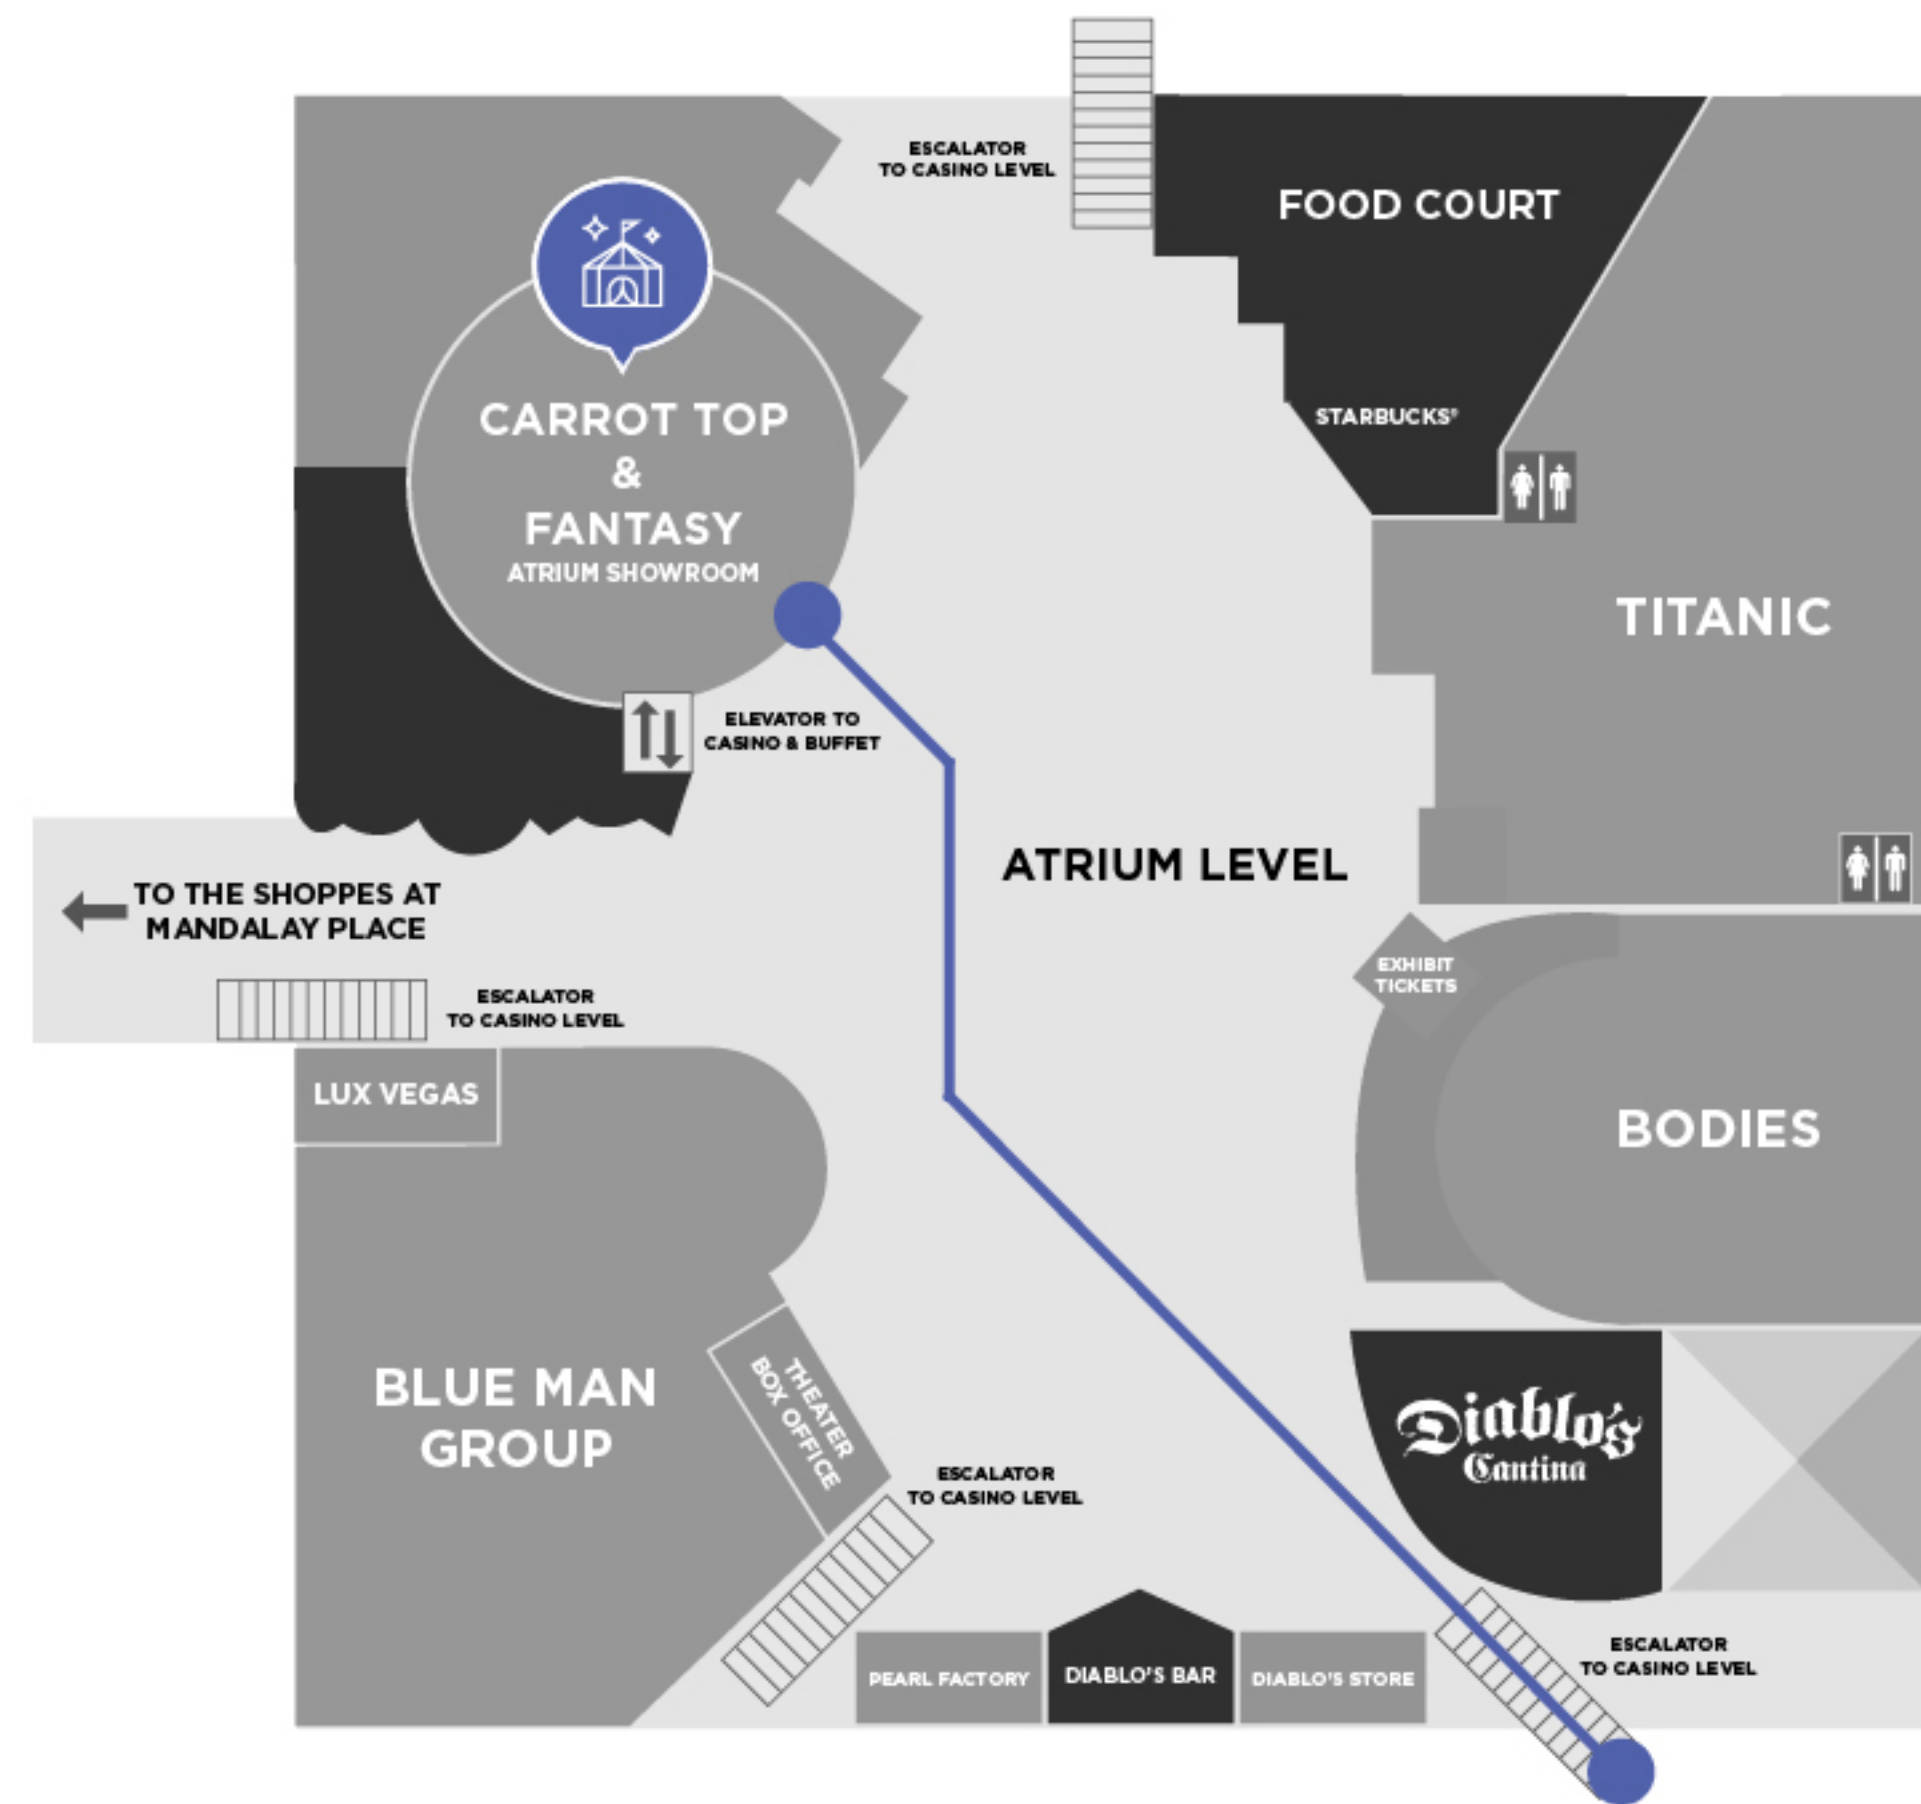 ESCALATOR
TO CASINO LEVEL
FOOD COURT
STARBUCKS®
CARROT TOP
&
FANTASY
ATRIUM SHOWROOM
TITANIC
ELEVATOR TO
CASINO & BUFFET
ATRIUM LEVEL
TO THE SHOPPES AT
MANDALAY PLACE
EXHIBIT
TICKETS
ESCALATOR
TO CASINO LEVEL
LUX VEGAS
BODIES
BLUE MAN
GROUP
THEATER
BOX OFFICE
Diablo's
Cantina
ESCALATOR
TO CASINO LEVEL
PEARL FACTORY
DIABLO'S BAR
DIABLO'S STORE
ESCALATOR
TO CASINO LEVEL